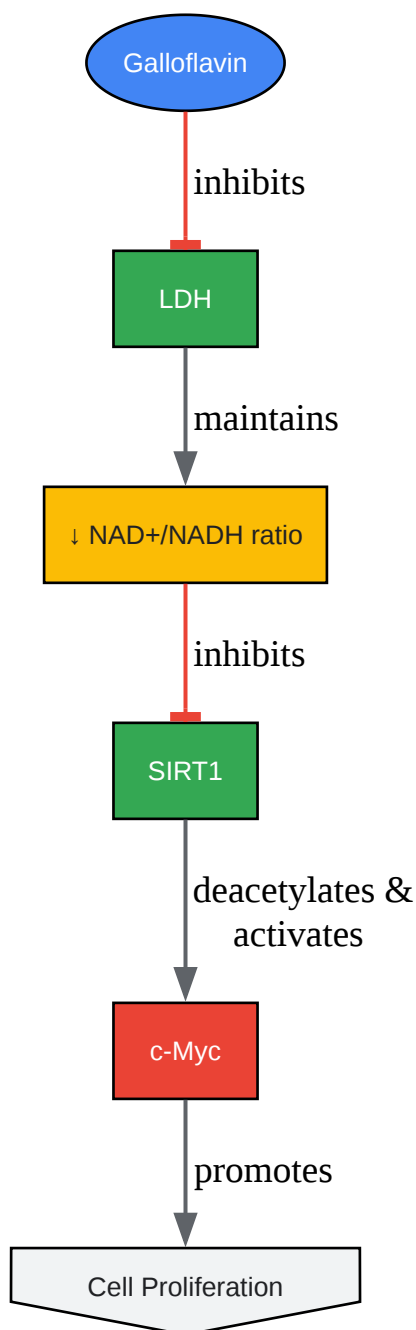 Galloflavin
inhibits
LDH
maintains
↓ NAD+/NADH ratio
inhibits
SIRT1
deacetylates &
activates
c-Myc
promotes
Cell Proliferation